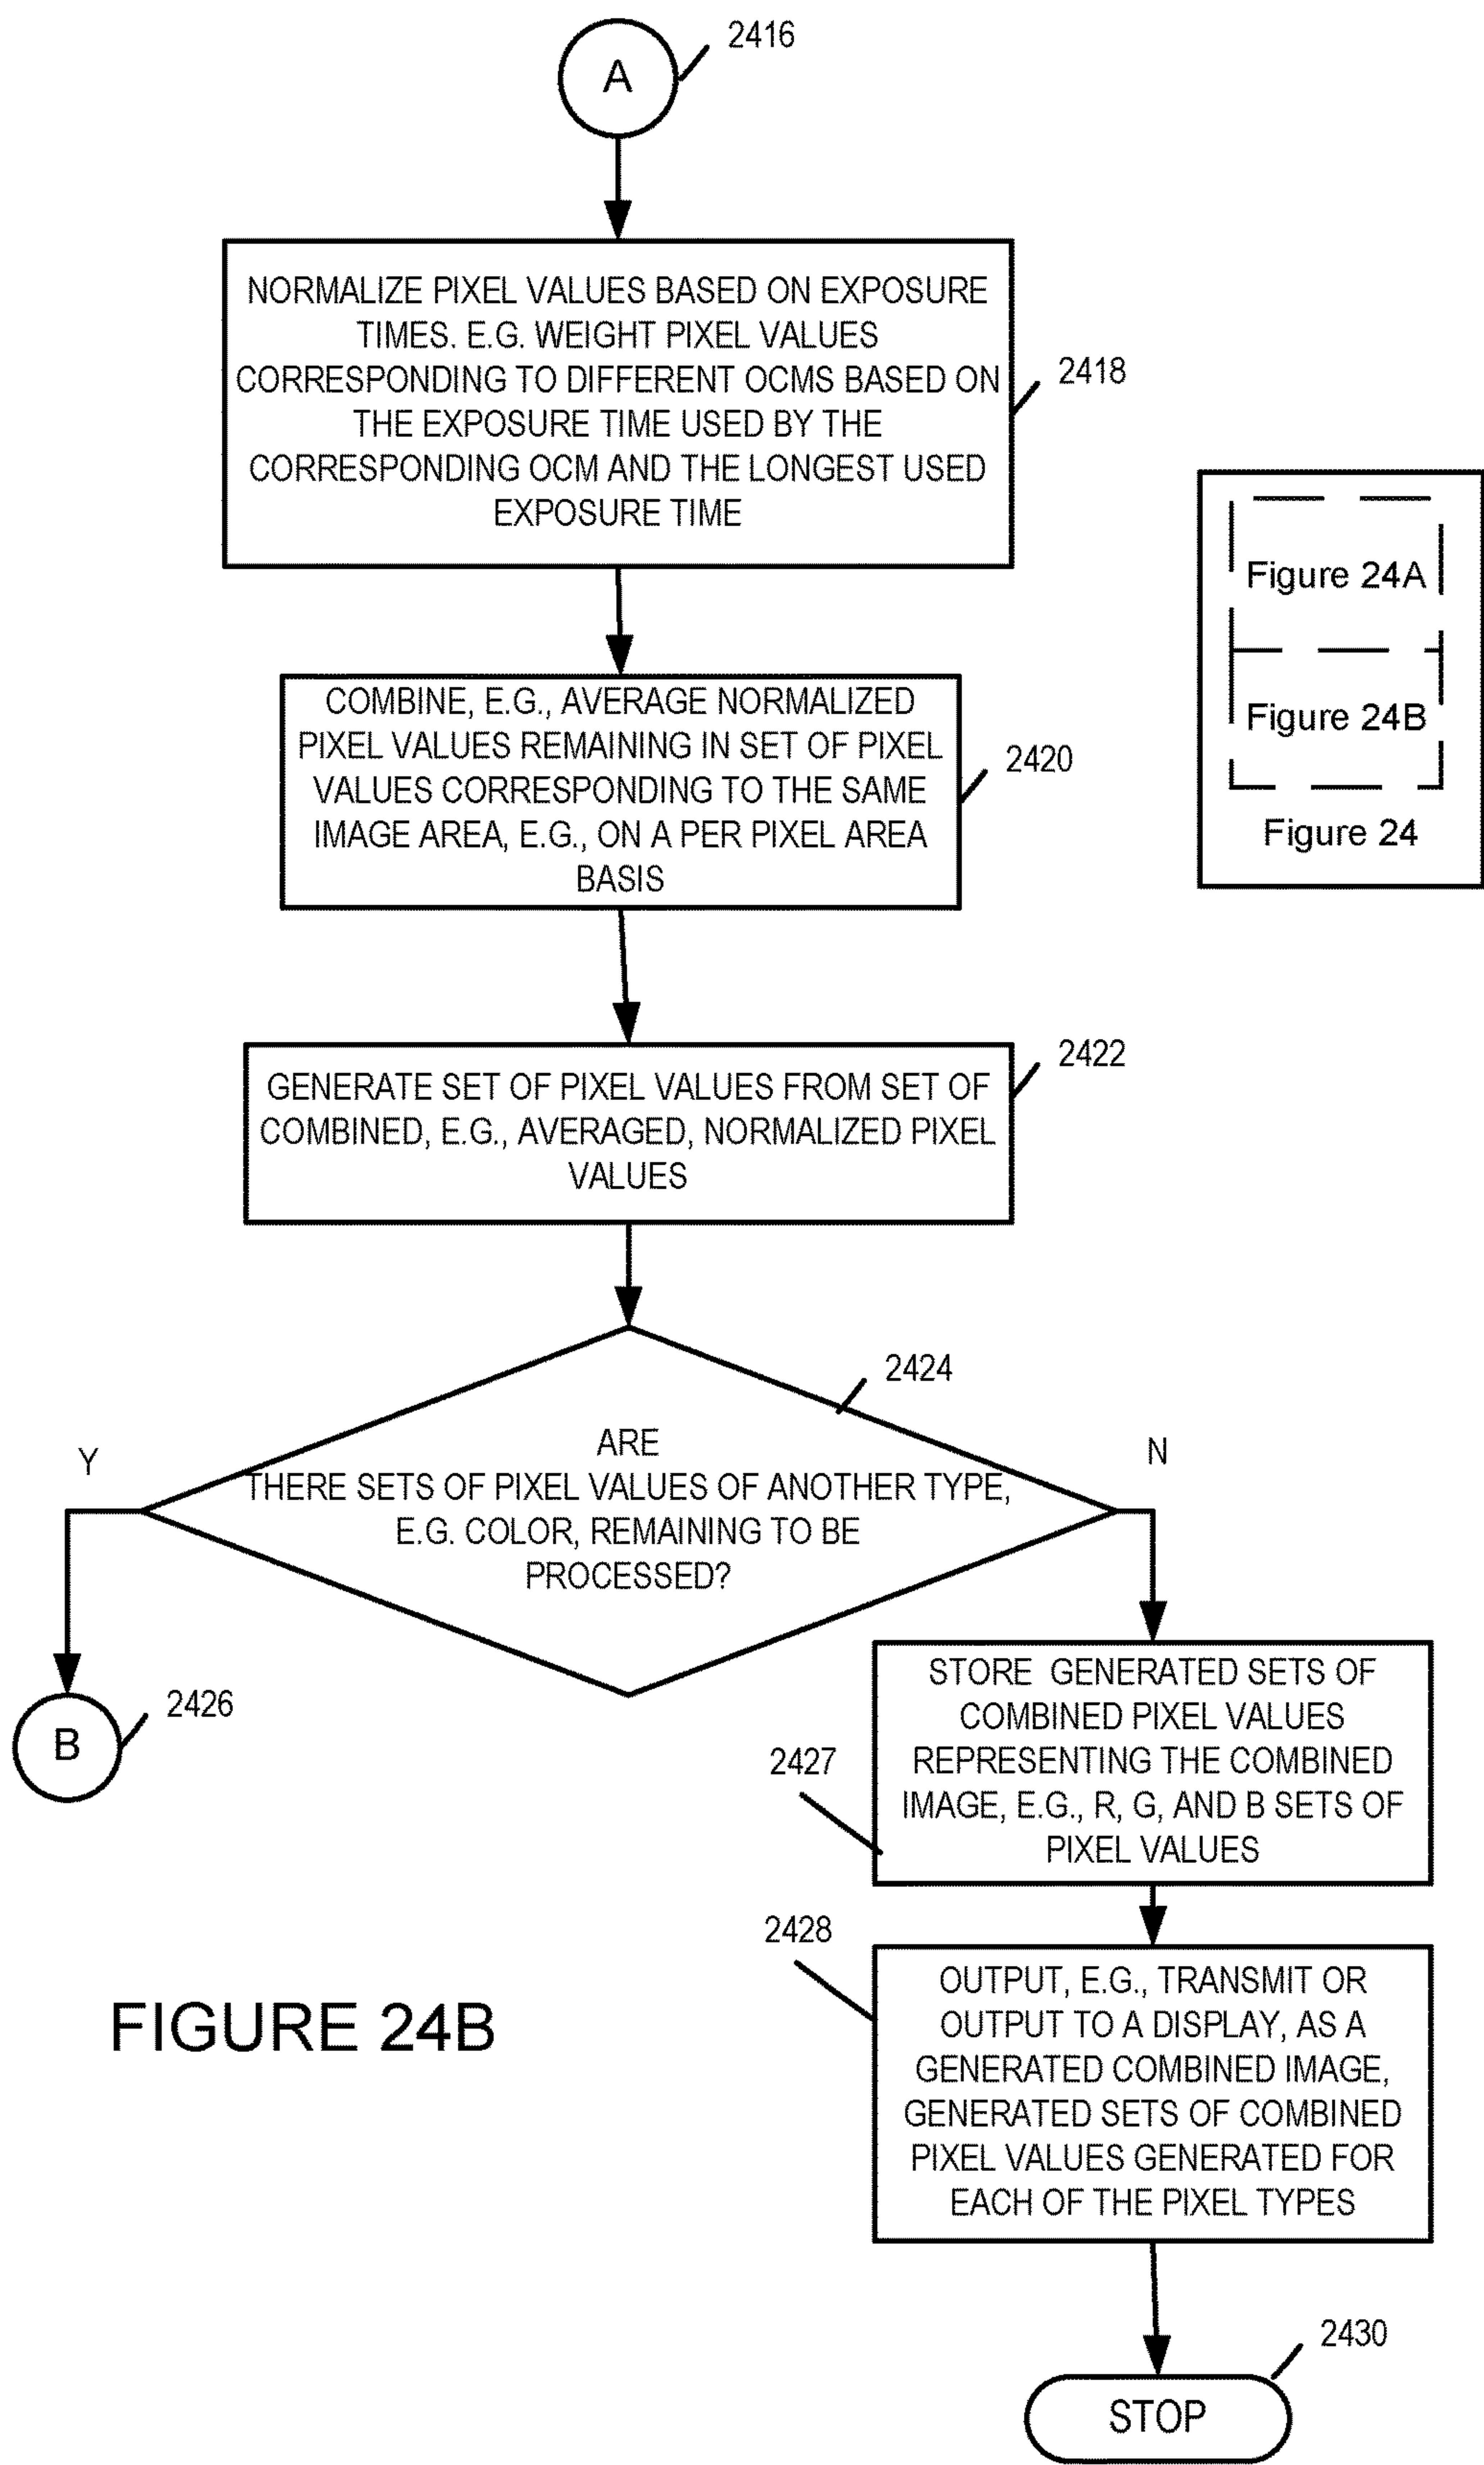 2416
A
NORMALIZE PIXEL VALUES BASED ON EXPOSURE
TIMES. E.G. WEIGHT PIXEL VALUES
CORRESPONDING TO DIFFERENT OCMS BASED ON
THE EXPOSURE TIME USED BY THE
CORRESPONDING OCM AND THE LONGEST USED
EXPOSURE TIME
2418
Figure 24A
Figure 24B
Figure 24
COMBINE, E.G., AVERAGE NORMALIZED
PIXEL VALUES REMAINING IN SET OF PIXEL
VALUES CORRESPONDING TO THE SAME
IMAGE AREA, E.G., ON A PER PIXEL AREA
BASIS
2420
GENERATE SET OF PIXEL VALUES FROM SET OF
COMBINED, E.G., AVERAGED, NORMALIZED PIXEL
VALUES
2422
2424
ARE
THERE SETS OF PIXEL VALUES OF ANOTHER TYPE,
E.G. COLOR, REMAINING TO BE
PROCESSED?
Y
N
B
2426
STORE GENERATED SETS OF
COMBINED PIXEL VALUES
REPRESENTING THE COMBINED
IMAGE, E.G., R, G, AND B SETS OF
PIXEL VALUES
2427
2428
OUTPUT, E.G., TRANSMIT OR
OUTPUT TO A DISPLAY, AS A
GENERATED COMBINED IMAGE,
GENERATED SETS OF COMBINED
PIXEL VALUES GENERATED FOR
EACH OF THE PIXEL TYPES
FIGURE 24B
2430
STOP